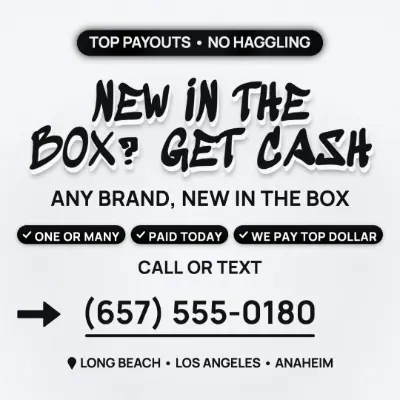 TOP PAYOUTS • NO HAGGLING
NEW IN THE
BOX? GET CASH
ANY BRAND, NEW IN THE BOX
ONE OR MANY PAID TODAY WE PAY TOP DOLLAR
CALL OR TEXT
(657) 555-0180
LONG BEACH • LOS ANGELES • ANAHEIM